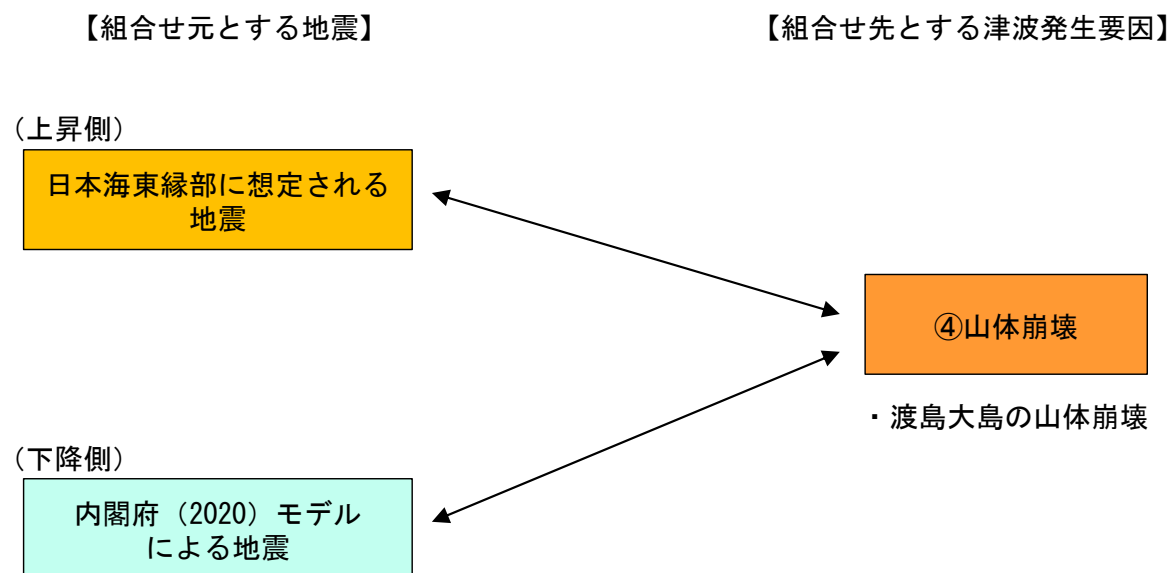 【組合せ元とする地震】
【組合せ先とする津波発生要因】
（上昇側）
日本海東縁部に想定される
地震
④山体崩壊
・渡島大島の山体崩壊
（下降側）
内閣府（2020）モデル
による地震